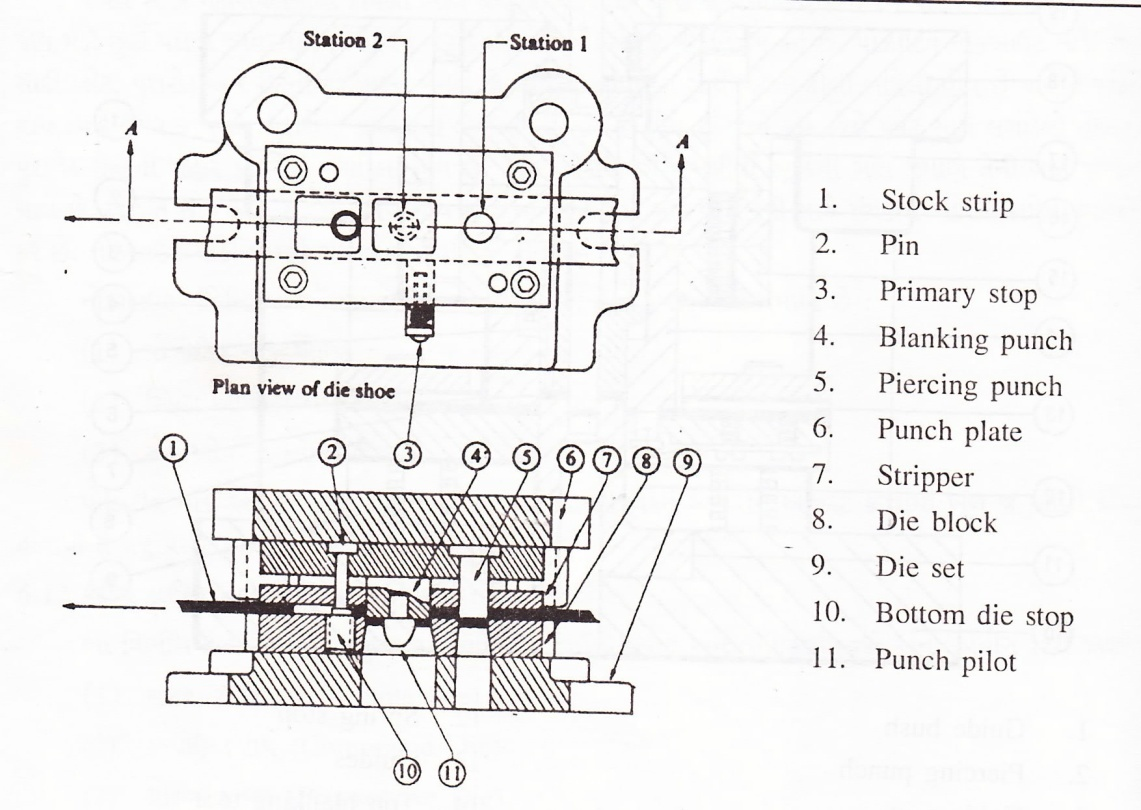 Station 2
Station 1
A
A
Plan view of die shoe
1
2
3
4
5
6
7
8
9
10
11
1. Stock strip
2. Pin
3. Primary stop
4. Blanking punch
5. Piercing punch
6. Punch plate
7. Stripper
8. Die block
9. Die set
10. Bottom die stop
11. Punch pilot